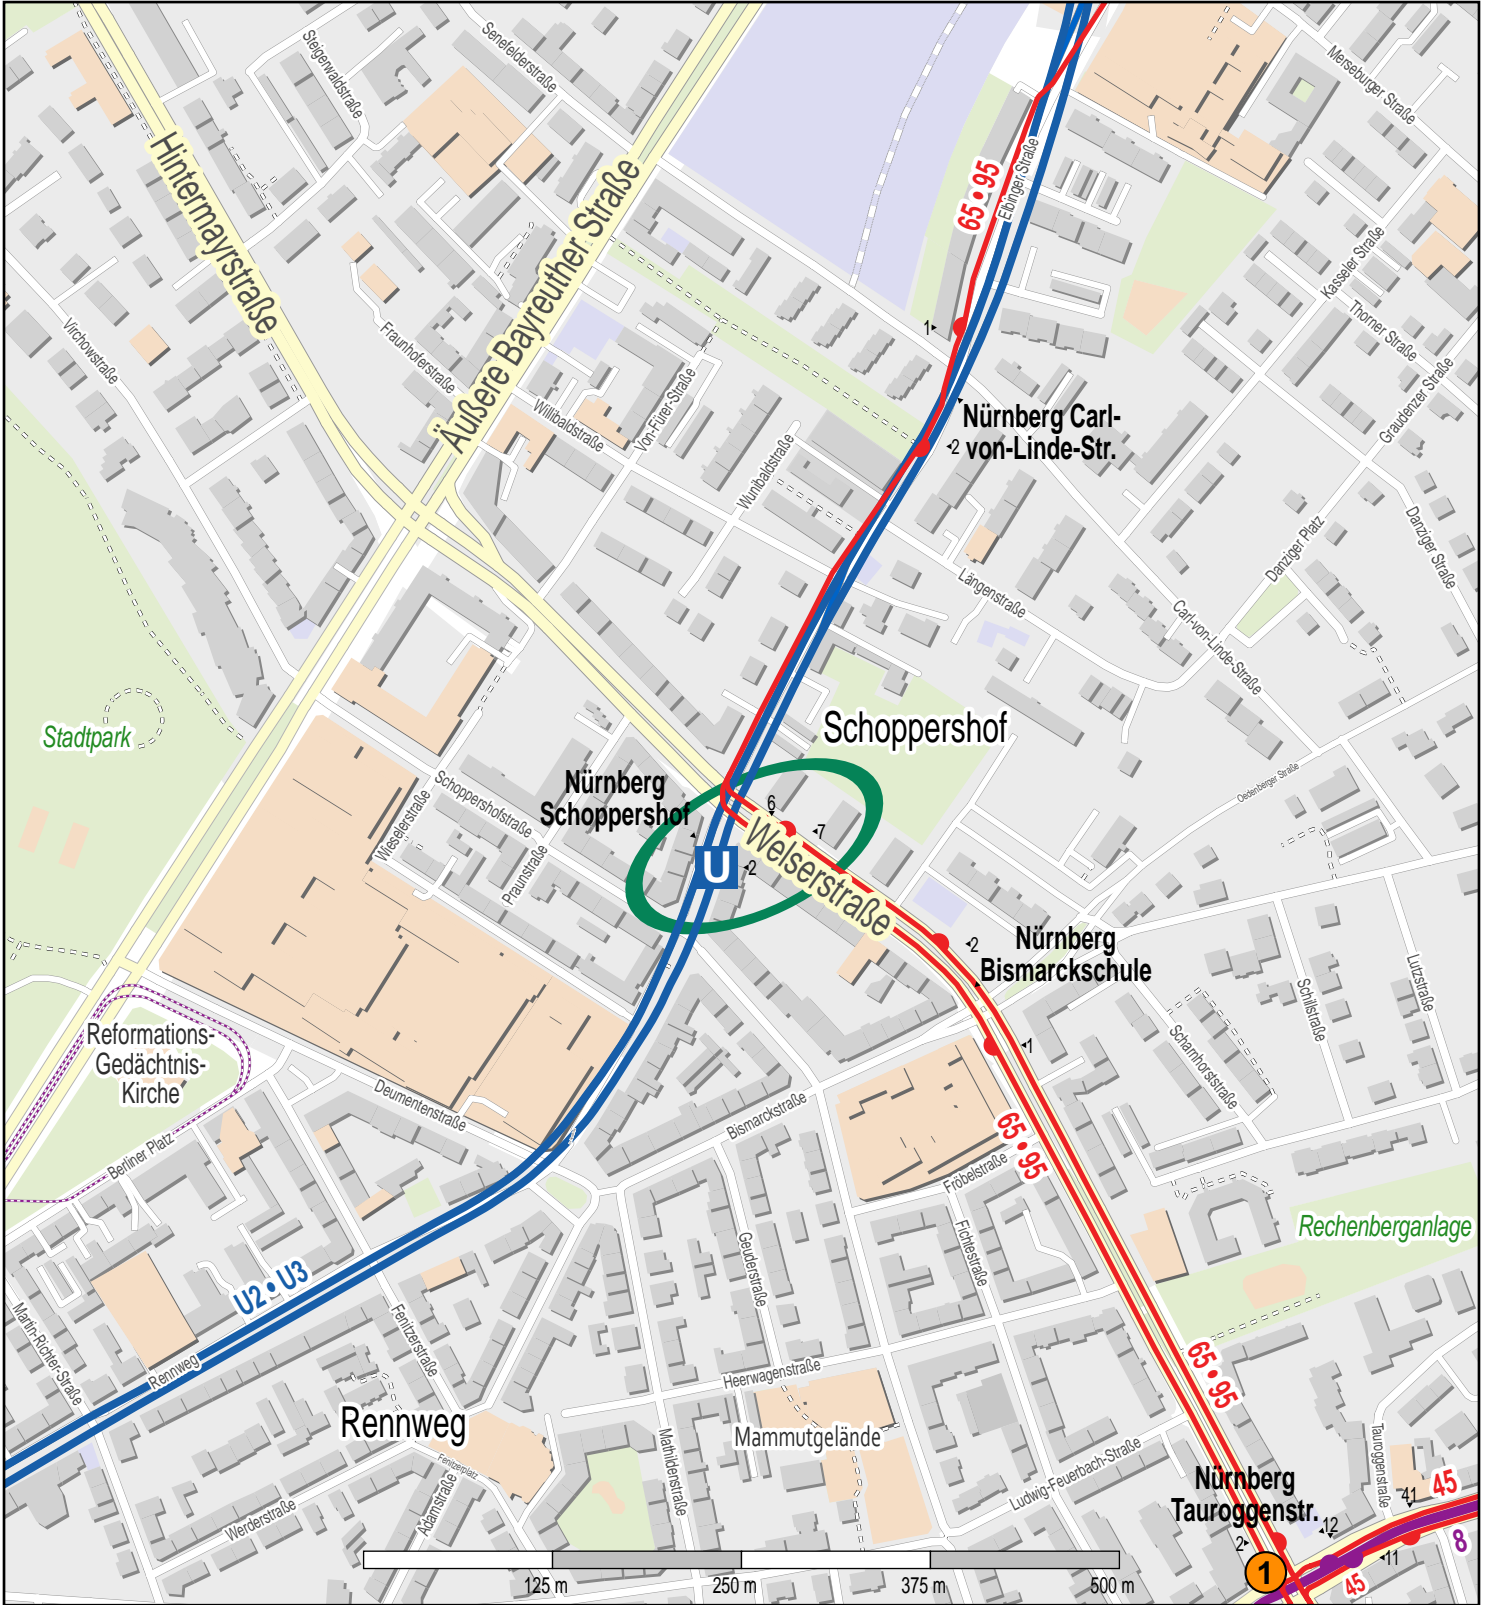 Senefelderstraße
Steigerwaldstraße
Merseburger Straße
Hintermayrstraße
Äußere Bayreuther Straße
65 • 95
Elbinger Straße
Kasseler Straße
Thorner Straße
Graudenzer Straße
Virchowstraße
Fraunhoferstraße
1
Willibaldstraße
Von-Fürer-Straße
Nürnberg Carl-
von-Linde-Str.
2
Wunibaldstraße
Danziger Platz
Danziger Straße
Längenstraße
Carl-von-Linde-Straße
Stadtpark
Schoppershof
Nürnberg
Schoppershof
Schoppershofstraße
Wieselerstraße
Praunstraße
6
7
U
2
Welserstraße
Oedenberger Straße
2
Nürnberg
Bismarckschule
1
Lutzstraße
Schillstraße
Scharnhorststraße
Reformations-
Gedächtnis-
Kirche
Deumentenstraße
Bismarckstraße
Berliner Platz
65 • 95
Fröbelstraße
Fichtestraße
Geuderstraße
Rechenberganlage
U2 • U3
Martin-Richter-Straße
Rennweg
Fenitzerstraße
Heerwagenstraße
65 • 95
Rennweg
Mammutgelände
Fenitzerplatz
Mathildenstraße
Adamstraße
Werderstraße
Ludwig-Feuerbach-Straße
Tauroggenstraße
Nürnberg
Tauroggenstr.
41
45
12
2
11
8
1
45
125 m
250 m
375 m
500 m